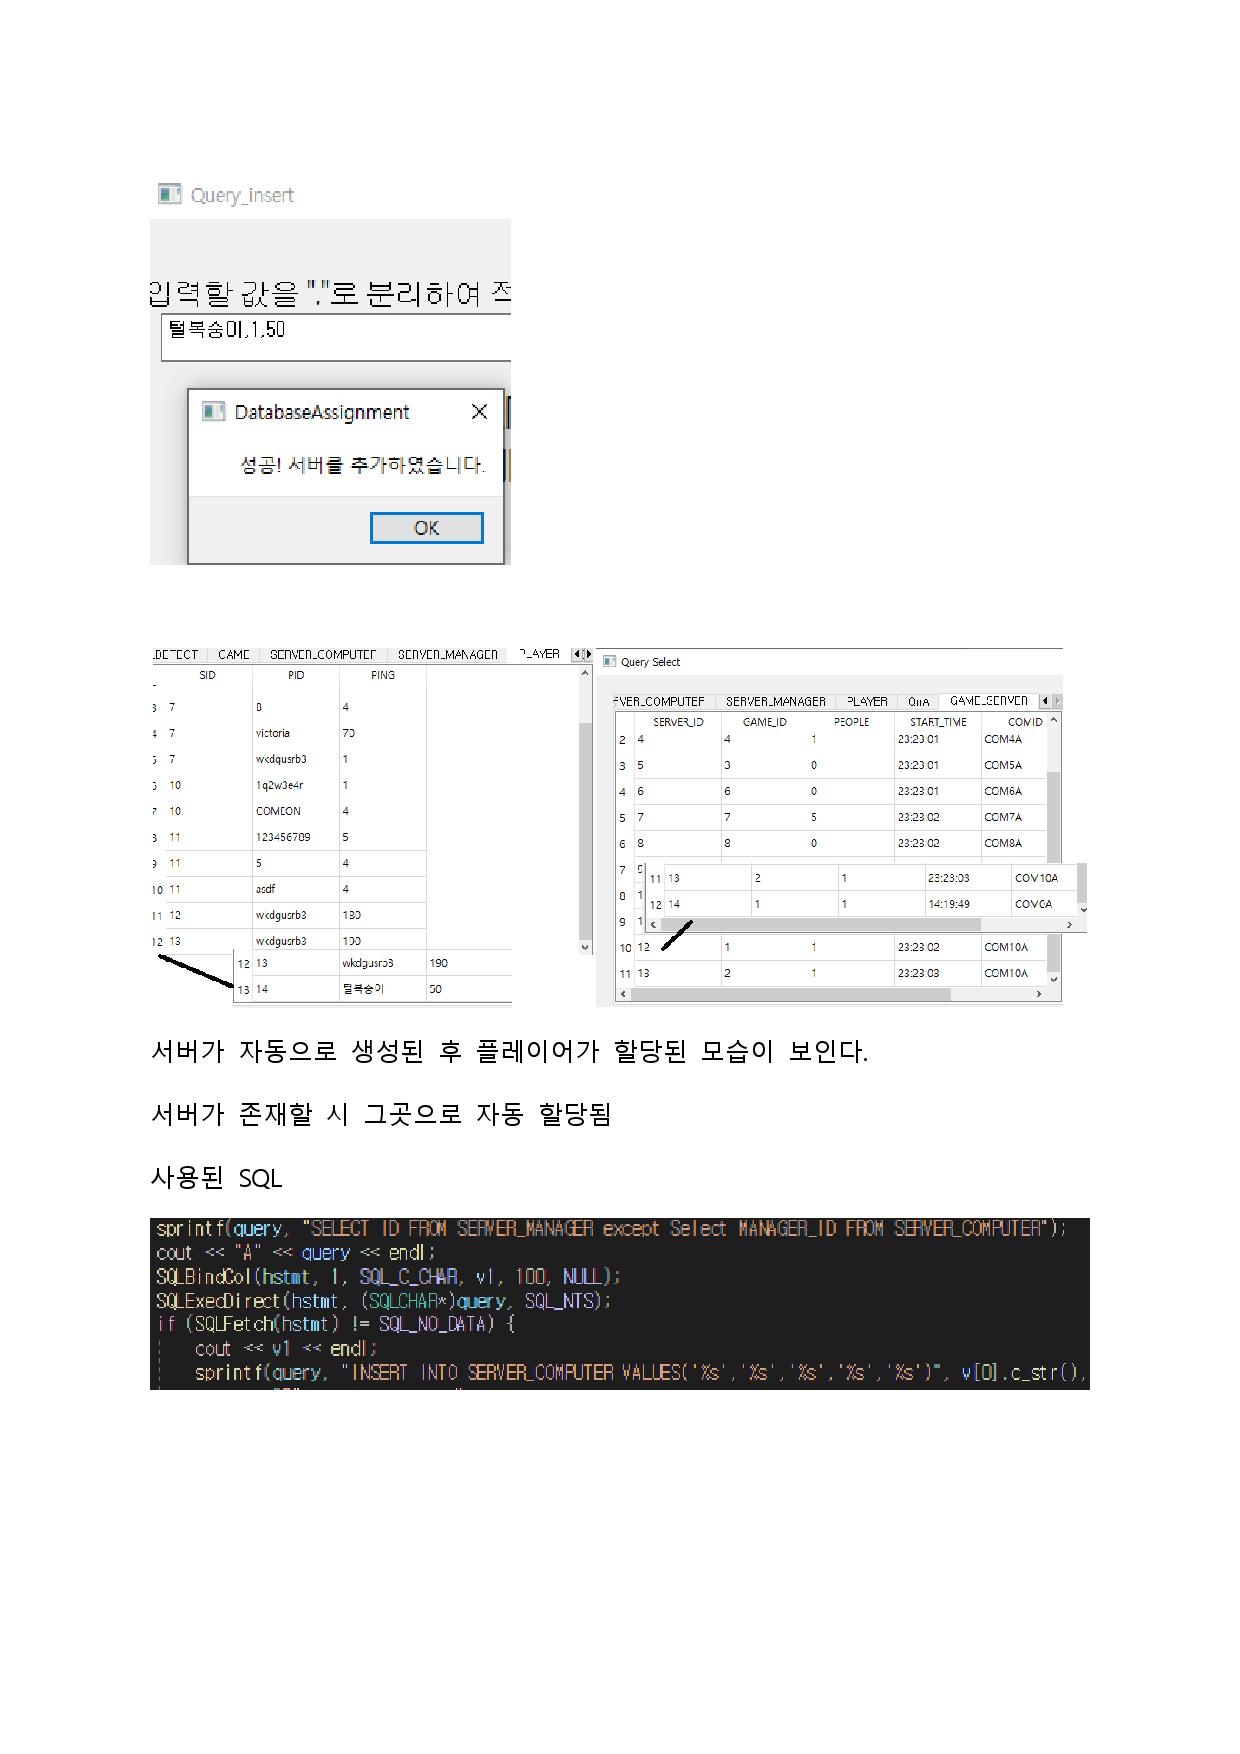 Query_insert
입력할 값을 ","로 분리하여 적
털복숭이,1,50
DatabaseAssignment
성공! 서버를 추가하였습니다.
OK
GAME SERVER_COMPUTER SERVER_MANAGER PLAYER
SID PID PING
7 8 4
4 7 victoria 70
7 wkdgusrb3 1
10 1q2w3e4r 1
10 COMEON 4
11 123456789 5
9 11 5 4
10 11 asdf 4
11 12 wkdgusrb3 180
12 13 wkdgusrb3 190
12 13 wkdgusrb3 190
13 14 털복숭이 50
Query Select
SERVER_MANAGER PLAYER QnA GAME_SERVER
SERVER_ID GAME_ID PEOPLE START_TIME COMID
2 4 4 1 23:23:01 COM4A
3 5 3 0 23:23:01 COM5A
4 6 6 0 23:23:01 COM6A
5 7 7 5 23:23:02 COM7A
6 8 8 0 23:23:02 COM8A
7
11 13 2 1 23:23:03 COM10A
8
12 14 1 1 14:19:49 COM0A
9
10 12 1 1 23:23:02 COM10A
11 13 2 1 23:23:03 COM10A
서버가 자동으로 생성된 후 플레이어가 할당된 모습이 보인다.
서버가 존재할 시 그곳으로 자동 할당됨
사용된 SQL
sprintf(query, "SELECT ID FROM SERVER_MANAGER except Select MANAGER_ID FROM SERVER_COMPUTER");
cout << "A" << query << endl;
SQLBindCol(hstmt, 1, SQL_C_CHAR, v1, 100, NULL);
SQLExecDirect(hstmt, (SQLCHAR*)query, SQL_NTS);
if (SQLFetch(hstmt) != SQL_NO_DATA) {
cout << v1 << endl;
sprintf(query, "INSERT INTO SERVER_COMPUTER VALUES('%s','%s','%s','%s','%s')", v[0].c_str(),